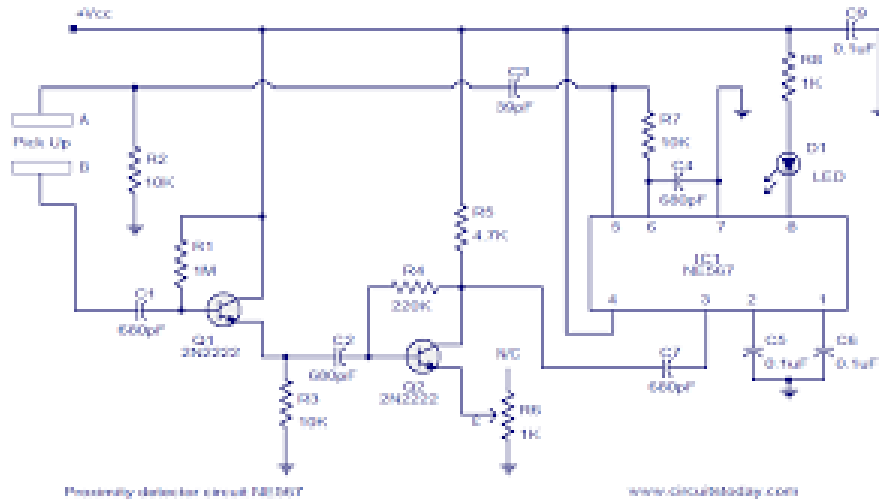 +Vcc
C9
0.1uF
R8
1K
C3
39pF
A
Pick Up
B
R2
10K
R7
10K
C4
680pF
D1
LED
R5
4.7K
5
6
7
8
IC1
NE567
R1
1M
R4
220K
4
3
2
1
C1
680pF
Q1
2N2222
C2
680pF
Q2
2N2222
N/C
C7
680pF
C5
0.1uF
C6
0.1uF
R3
10K
R6
1K
Proximity detector circuit NE567
www.circuitstoday.com